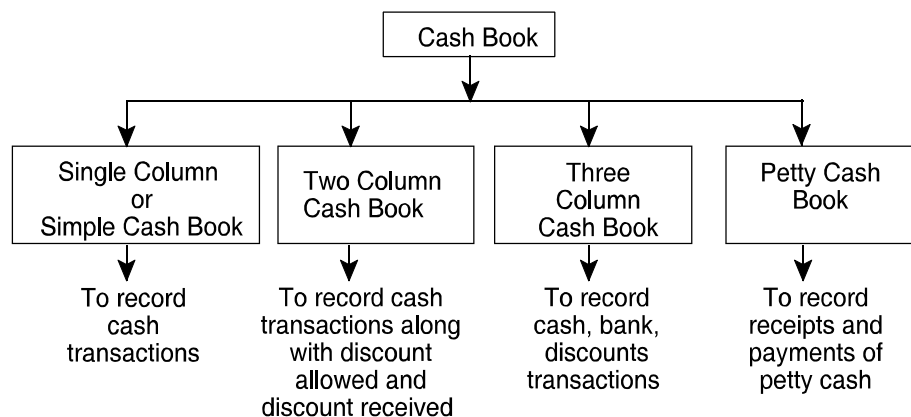 Cash Book
Single Column
or
Simple Cash Book
Two Column
Cash Book
Three
Column
Cash Book
Petty Cash
Book
To record
cash
transactions
To record cash
transactions along
with discount
allowed and
discount received
To record
cash, bank,
discounts
transactions
To record
receipts and
payments of
petty cash